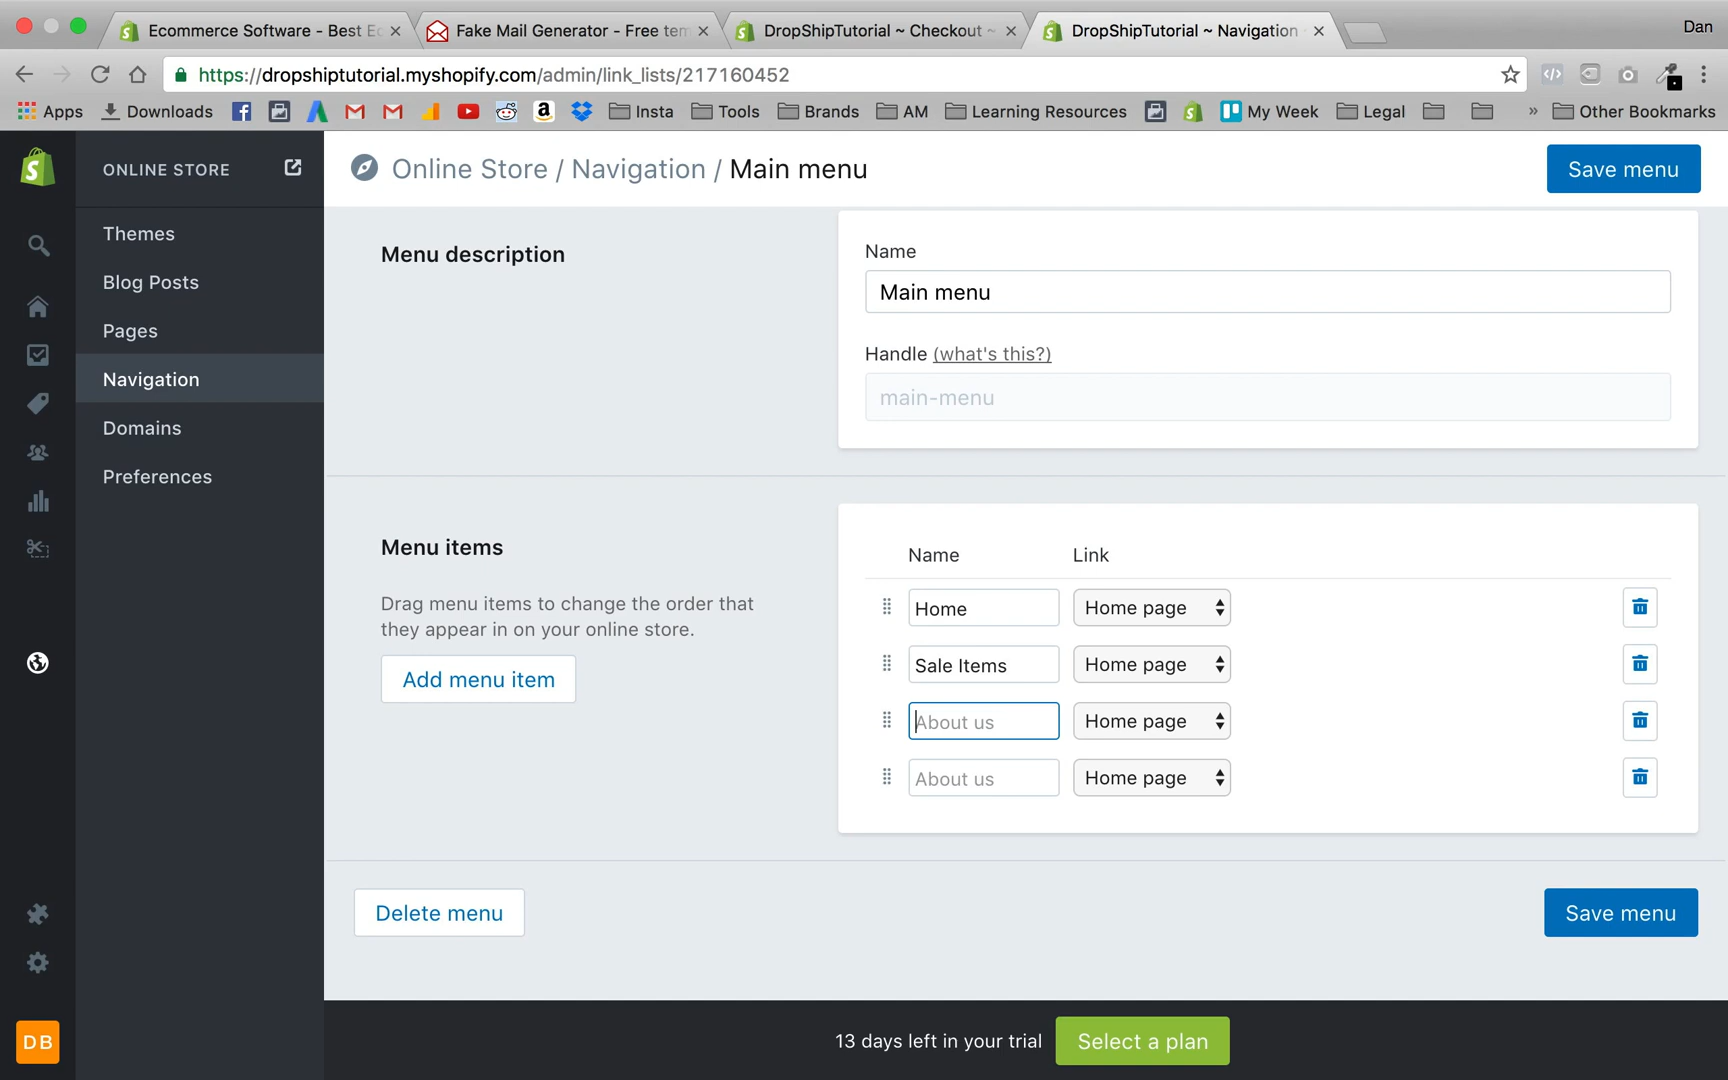 Ecommerce Software - Best Ec
Fake Mail Generator - Free tem
DropShipTutorial ~ Checkout ~
DropShipTutorial ~ Navigation
Dan
https://dropshiptutorial.myshopify.com/admin/link_lists/217160452
Apps
Downloads
Insta
Tools
Brands
AM
Learning Resources
My Week
Legal
»
Other Bookmarks
ONLINE STORE
Online Store / Navigation / Main menu
Save menu
Themes
Blog Posts
Pages
Navigation
Domains
Preferences
Menu description
Name
Main menu
Handle (what's this?)
main-menu
Menu items
Drag menu items to change the order that
they appear in on your online store.
Add menu item
Name Link
Home Home page
Sale Items Home page
About us Home page
About us Home page
Delete menu
Save menu
13 days left in your trial
Select a plan
DB